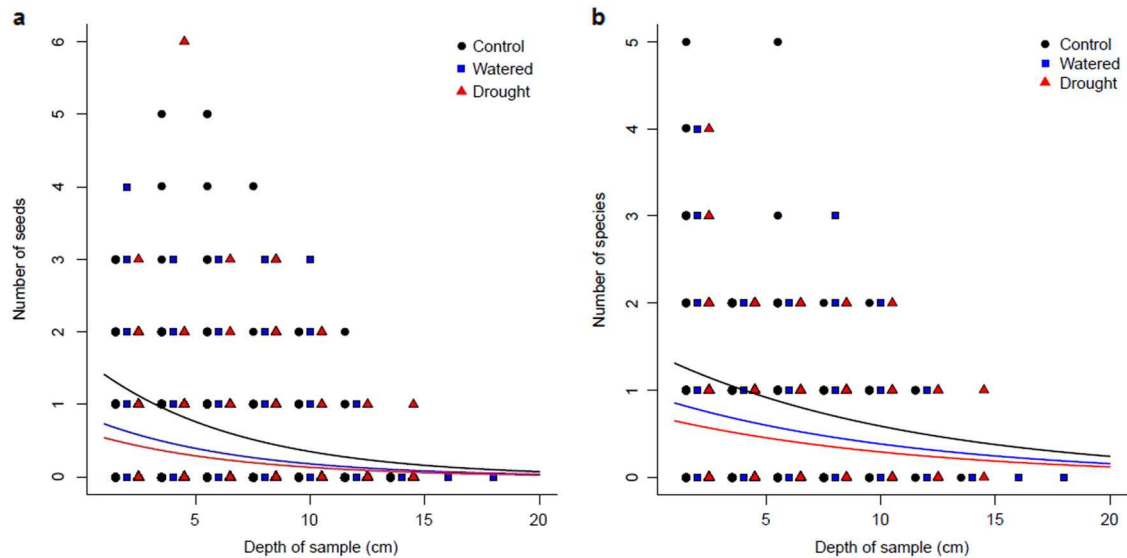 a
Number of seeds
6
5
4
3
2
1
0
Control
Watered
Drought
5
10
15
20
Depth of sample (cm)
b
Number of species
5
4
3
2
1
0
Control
Watered
Drought
5
10
15
20
Depth of sample (cm)